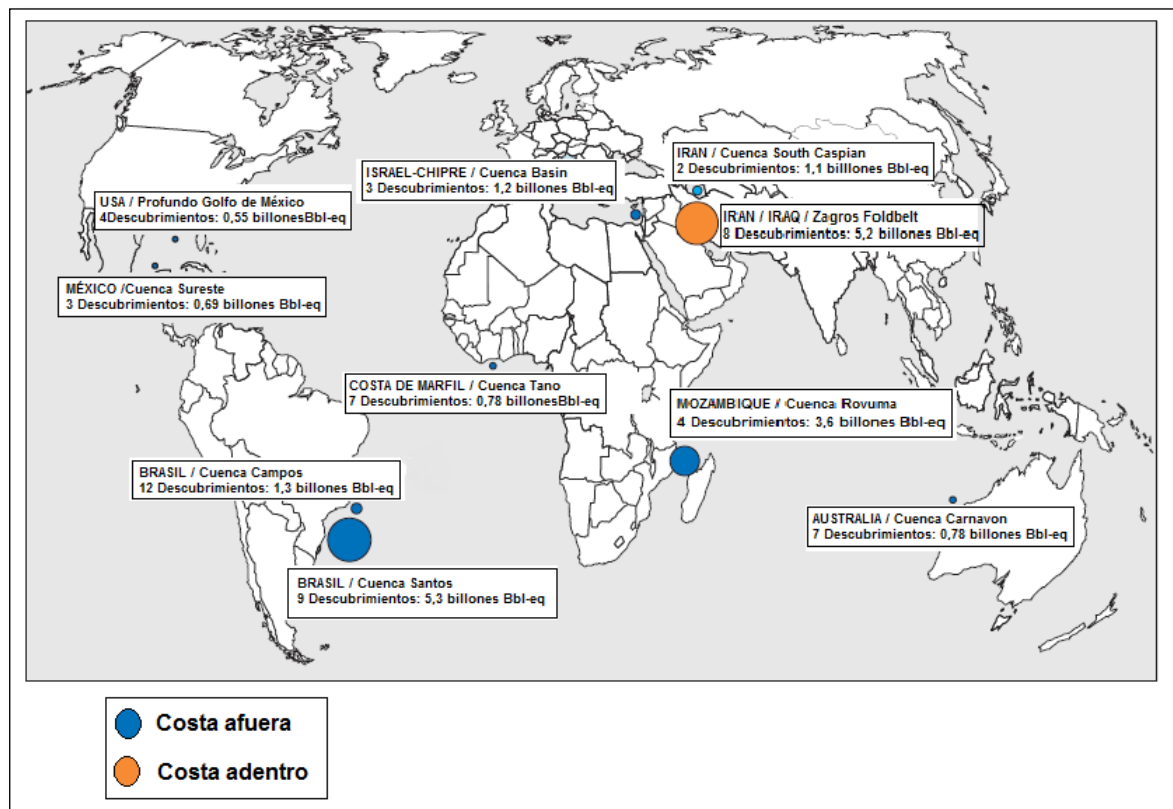 IRAN / Cuenca South Caspian
2 Descubrimientos: 1,1 billlones Bbl-eq
ISRAEL-CHIPRE / Cuenca Basin
3 Descubrimientos: 1,2 billones Bbl-eq
USA / Profundo Golfo de México
4Descubrimientos: 0,55 billonesBbl-eq
IRAN / IRAQ / Zagros Foldbelt
8 Descubrimientos: 5,2 billones Bbl-eq
MÉXICO /Cuenca Sureste
3 Descubrimientos: 0,69 billones Bbl-eq
COSTA DE MARFIL / Cuenca Tano
7 Descubrimientos: 0,78 billonesBbl-eq
MOZAMBIQUE / Cuenca Rovuma
4 Descubrimientos: 3,6 billones Bbl-eq
BRASIL / Cuenca Campos
12 Descubrimientos: 1,3 billones Bbl-eq
AUSTRALIA / Cuenca Carnavon
7 Descubrimientos: 0,78 billones Bbl-eq
BRASIL / Cuenca Santos
9 Descubrimientos: 5,3 billones Bbl-eq
Costa afuera
Costa adentro